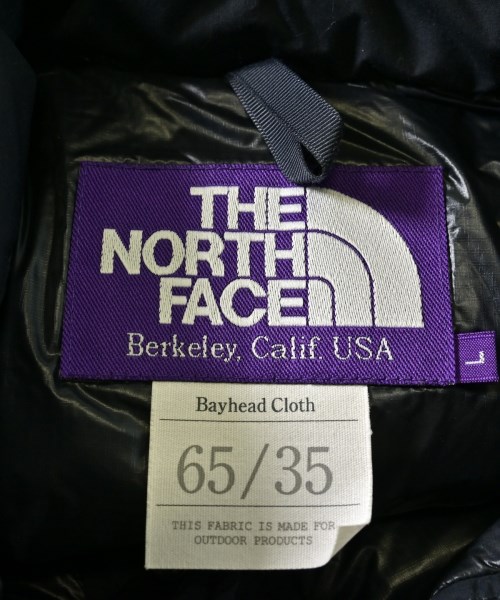 THE
NORTH
FACE
Berkeley, Calif. USA
L
Bayhead Cloth
65/35
THIS FABRIC IS MADE FOR
OUTDOOR PRODUCTS